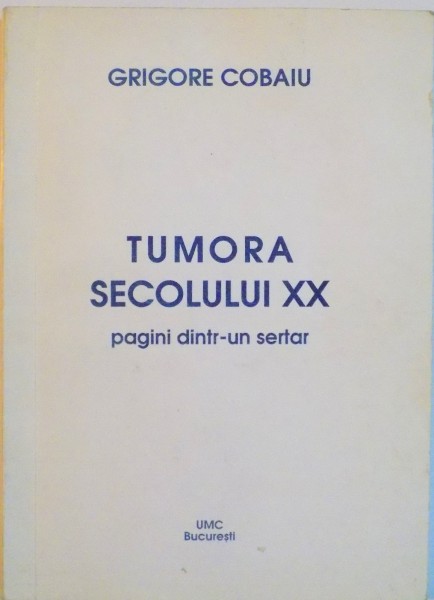 GRIGORE COBAIU
TUMORA
SECOLULUI XX
pagini dintr-un sertar
UMC
București